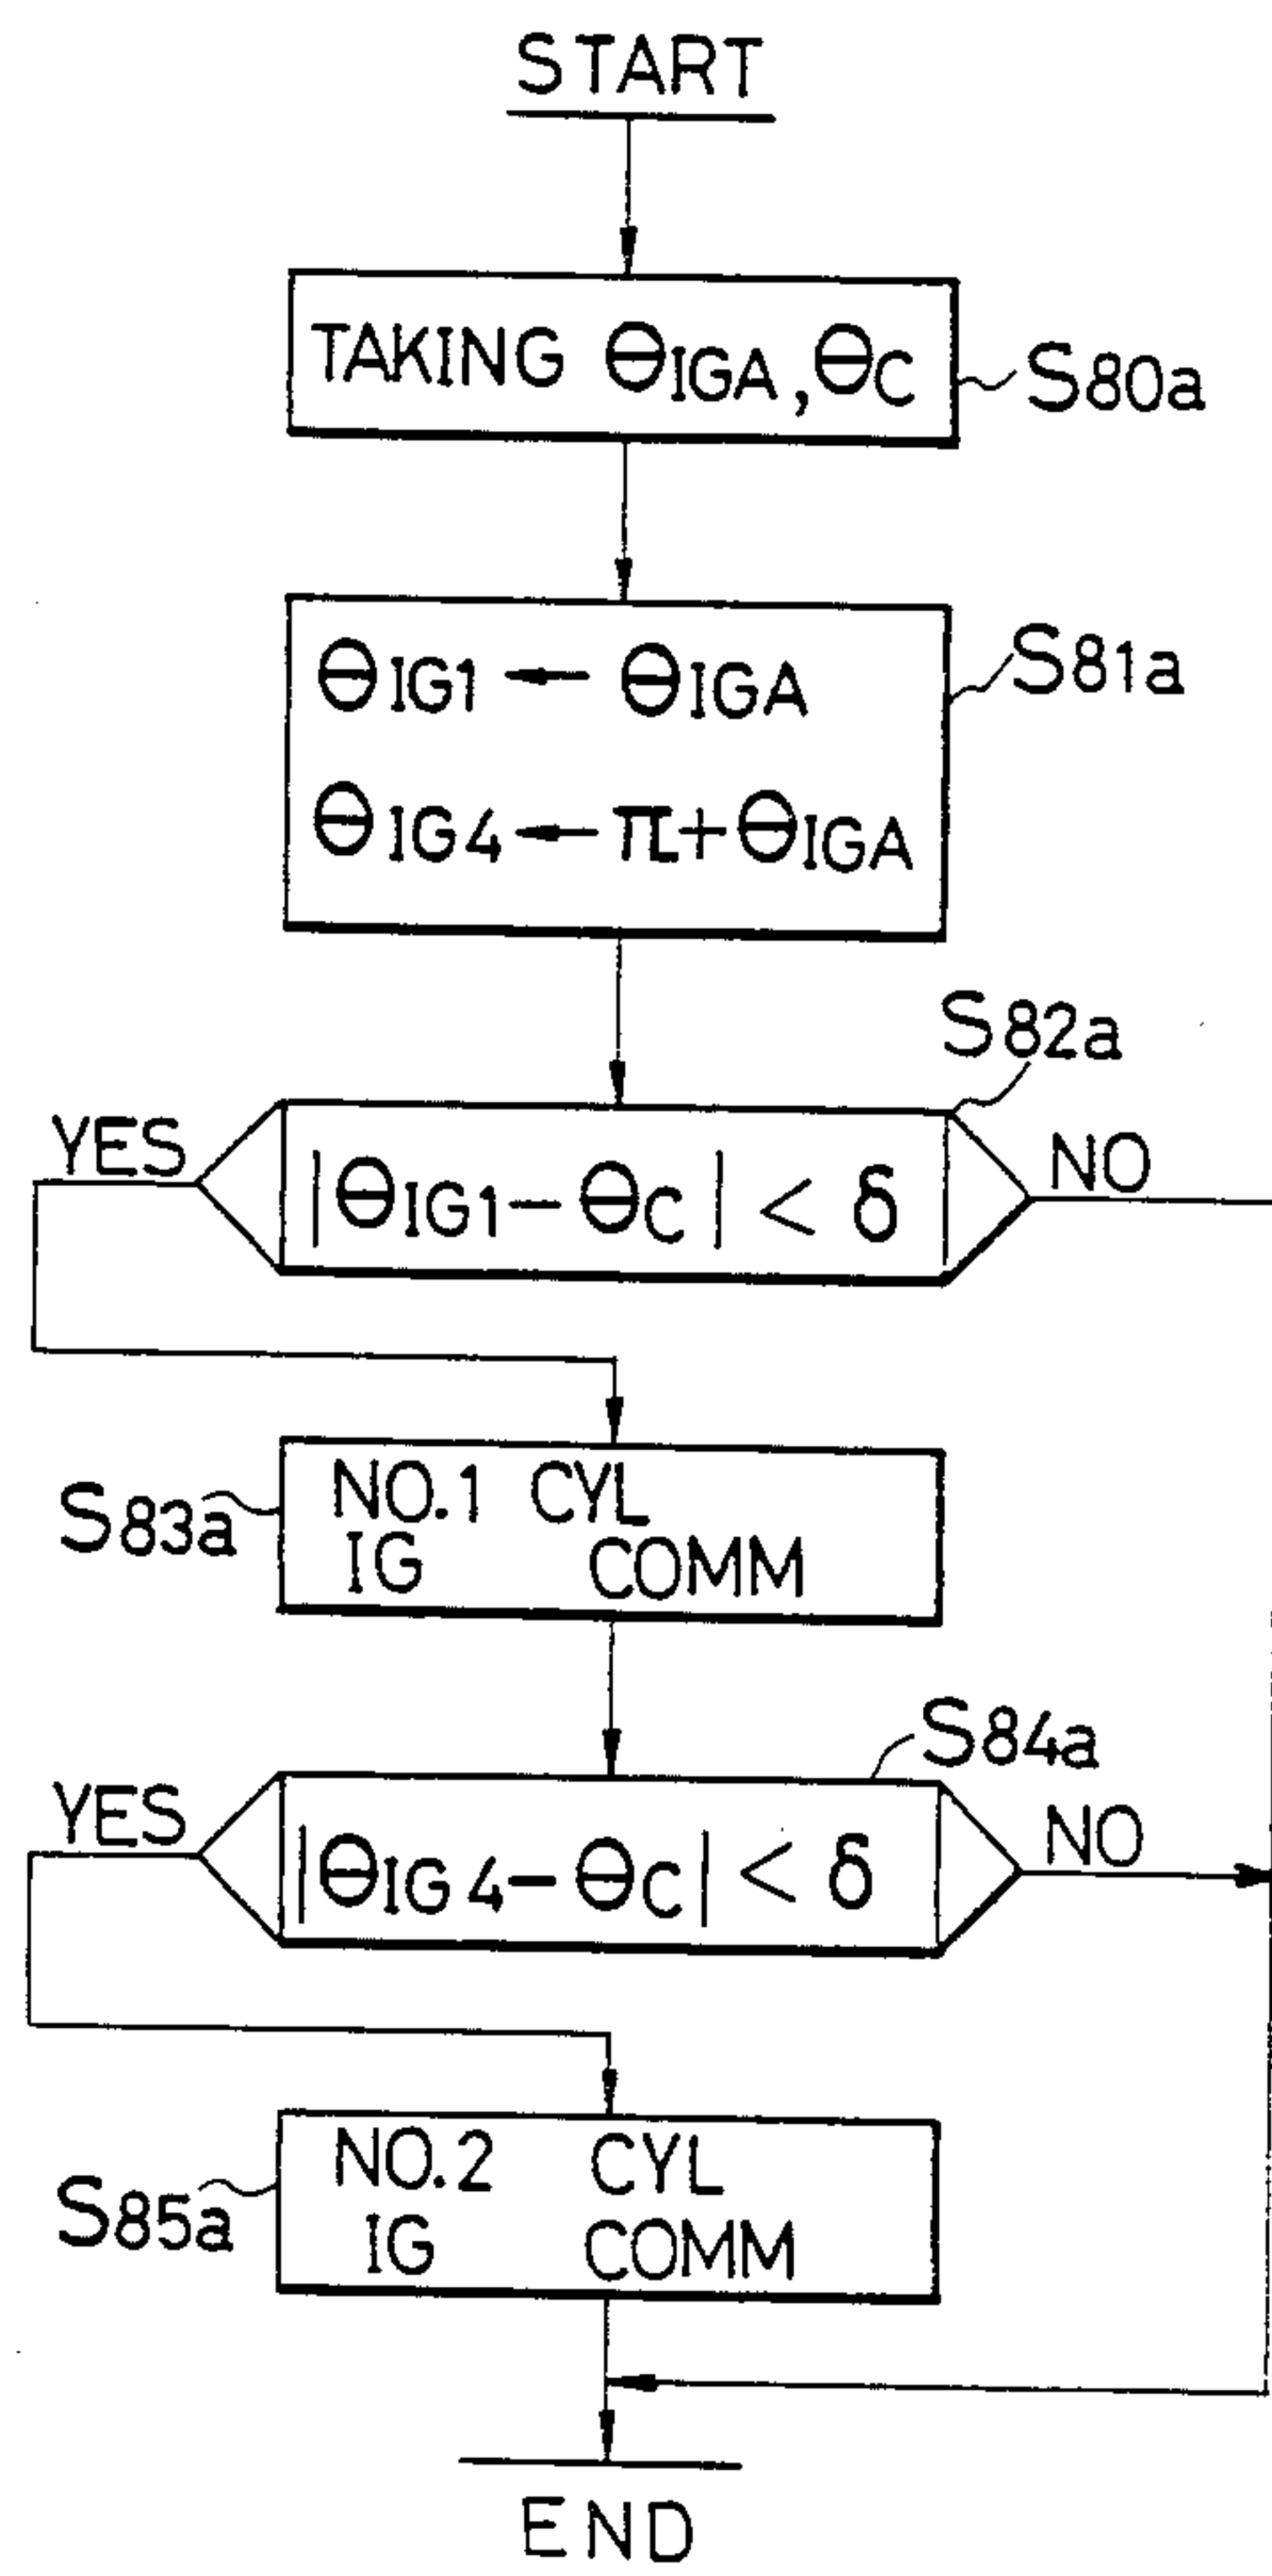 START
TAKING ΘIGA, ΘC
S80a
ΘIG1 ← ΘIGA
S81a
ΘIG4 ← π+ΘIGA
S82a
YES
|ΘIG1 - ΘC| < δ
NO
S83a
NO.1 CYL
IG COMM
S84a
YES
|ΘIG4 - ΘC| < δ
NO
S85a
NO.2 CYL
IG COMM
END